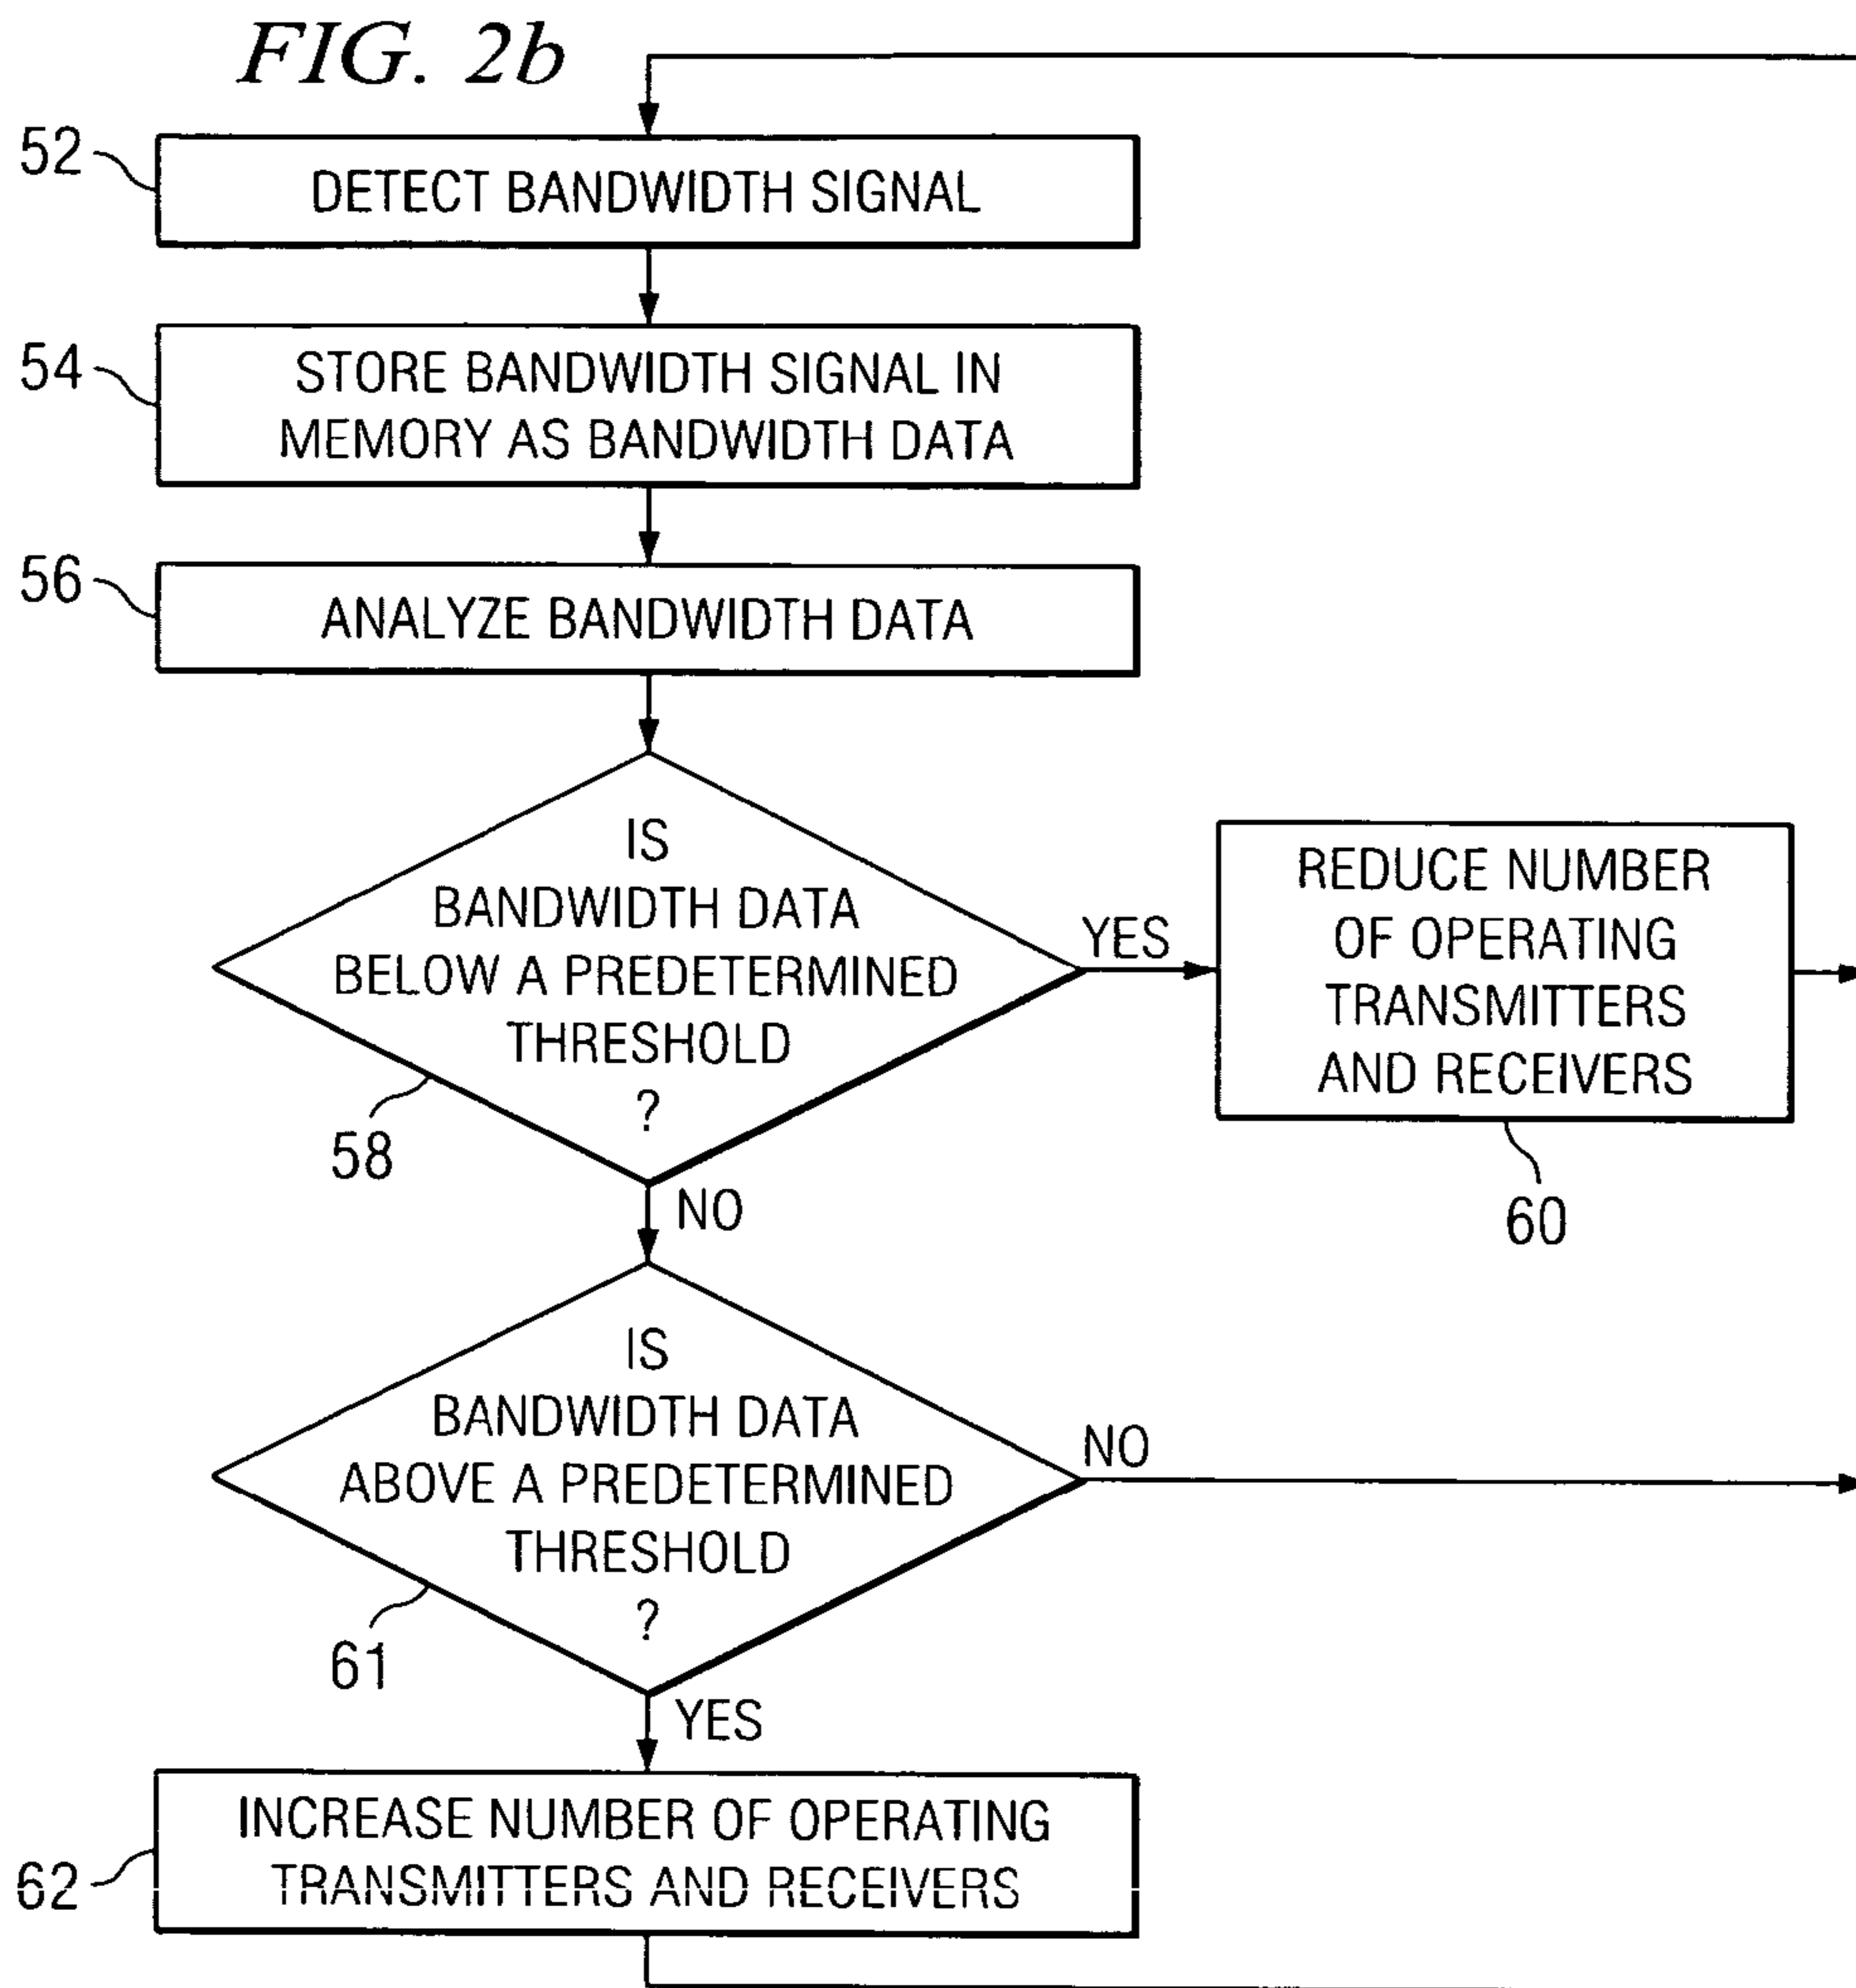 FIG. 2b
52
DETECT BANDWIDTH SIGNAL
54
STORE BANDWIDTH SIGNAL IN
MEMORY AS BANDWIDTH DATA
56
ANALYZE BANDWIDTH DATA
IS
BANDWIDTH DATA
BELOW A PREDETERMINED
THRESHOLD
?
58
YES
REDUCE NUMBER
OF OPERATING
TRANSMITTERS
AND RECEIVERS
60
NO
IS
BANDWIDTH DATA
ABOVE A PREDETERMINED
THRESHOLD
?
61
NO
YES
INCREASE NUMBER OF OPERATING
TRANSMITTERS AND RECEIVERS
62